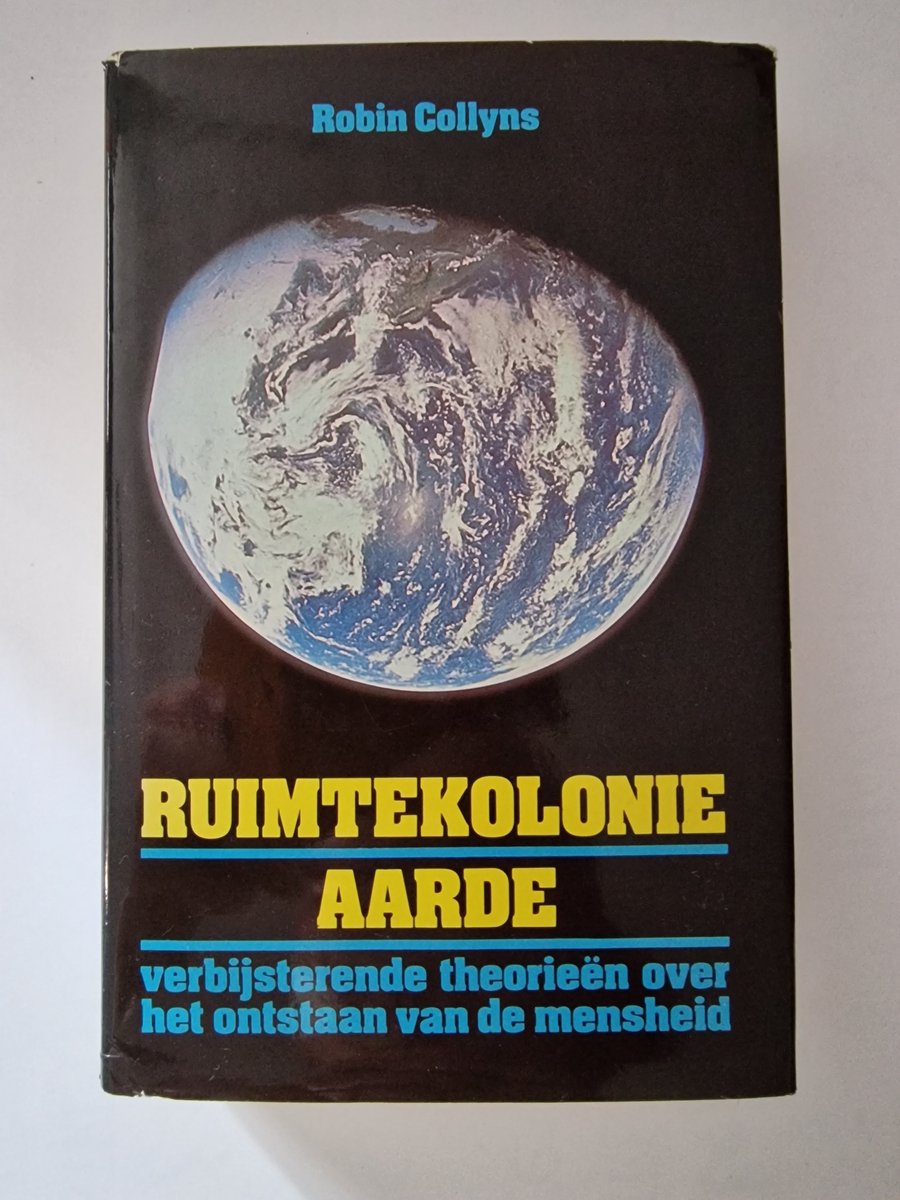 Robin Collyns
RUIMTEKOLONIE
AARDE
verbijsterende theorieën over
het ontstaan van de mensheid